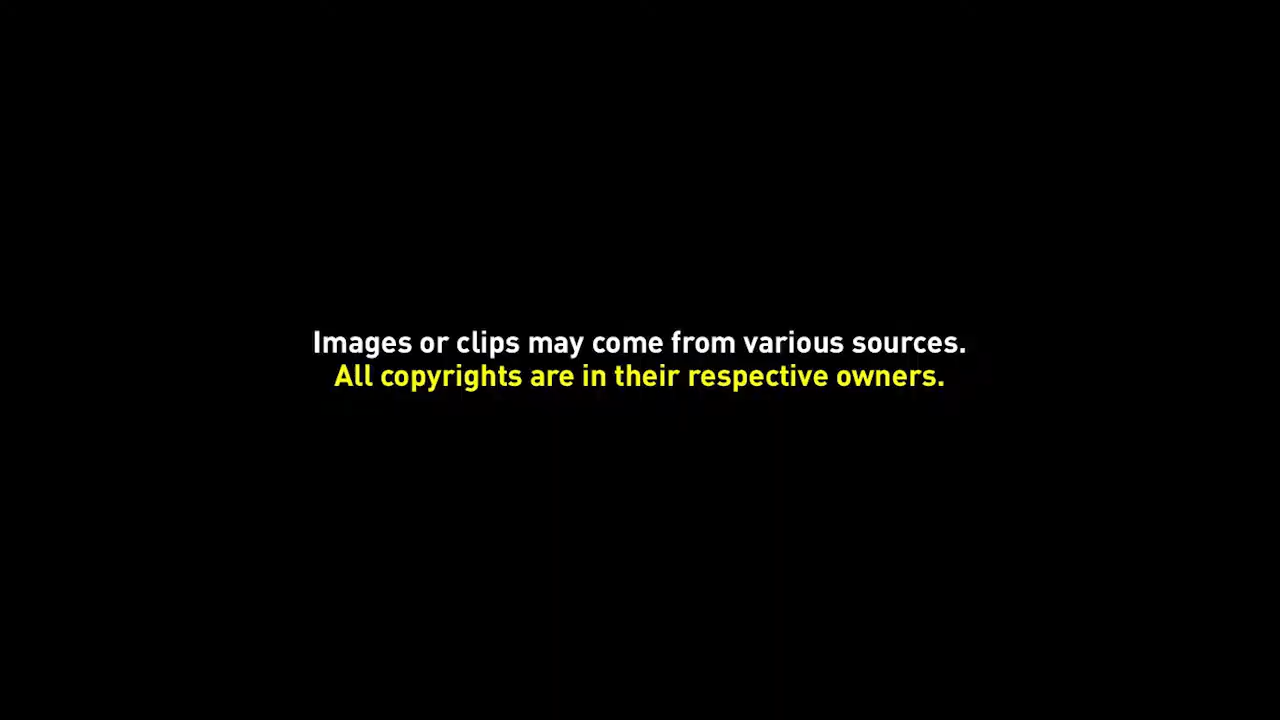 Images or clips may come from various sources.
All copyrights are in their respective owners.